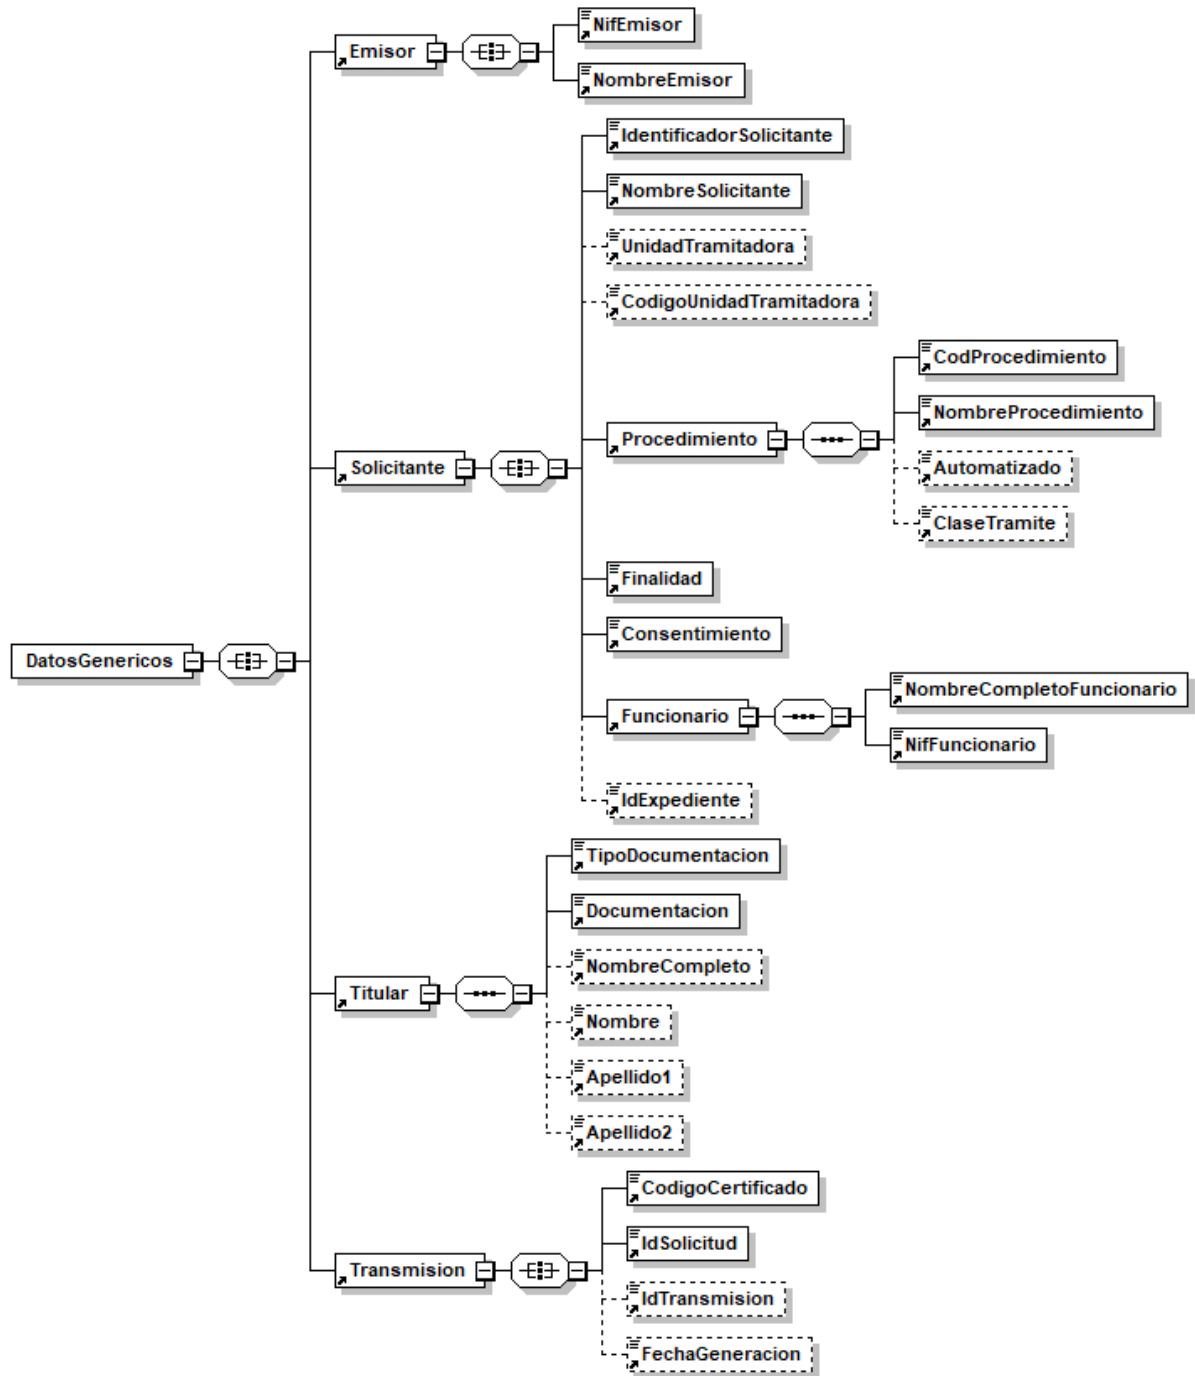 Emisor
NifEmisor
NombreEmisor
IdentificadorSolicitante
NombreSolicitante
UnidadTramitadora
CodigoUnidadTramitadora
CodProcedimiento
NombreProcedimiento
Procedimiento
Automatizado
Solicitante
ClaseTramite
Finalidad
Consentimiento
DatosGenericos
NombreCompletoFuncionario
Funcionario
NifFuncionario
IdExpediente
TipoDocumentacion
Documentacion
NombreCompleto
Titular
Nombre
Apellido1
Apellido2
CodigoCertificado
IdSolicitud
Transmision
IdTransmision
FechaGeneracion